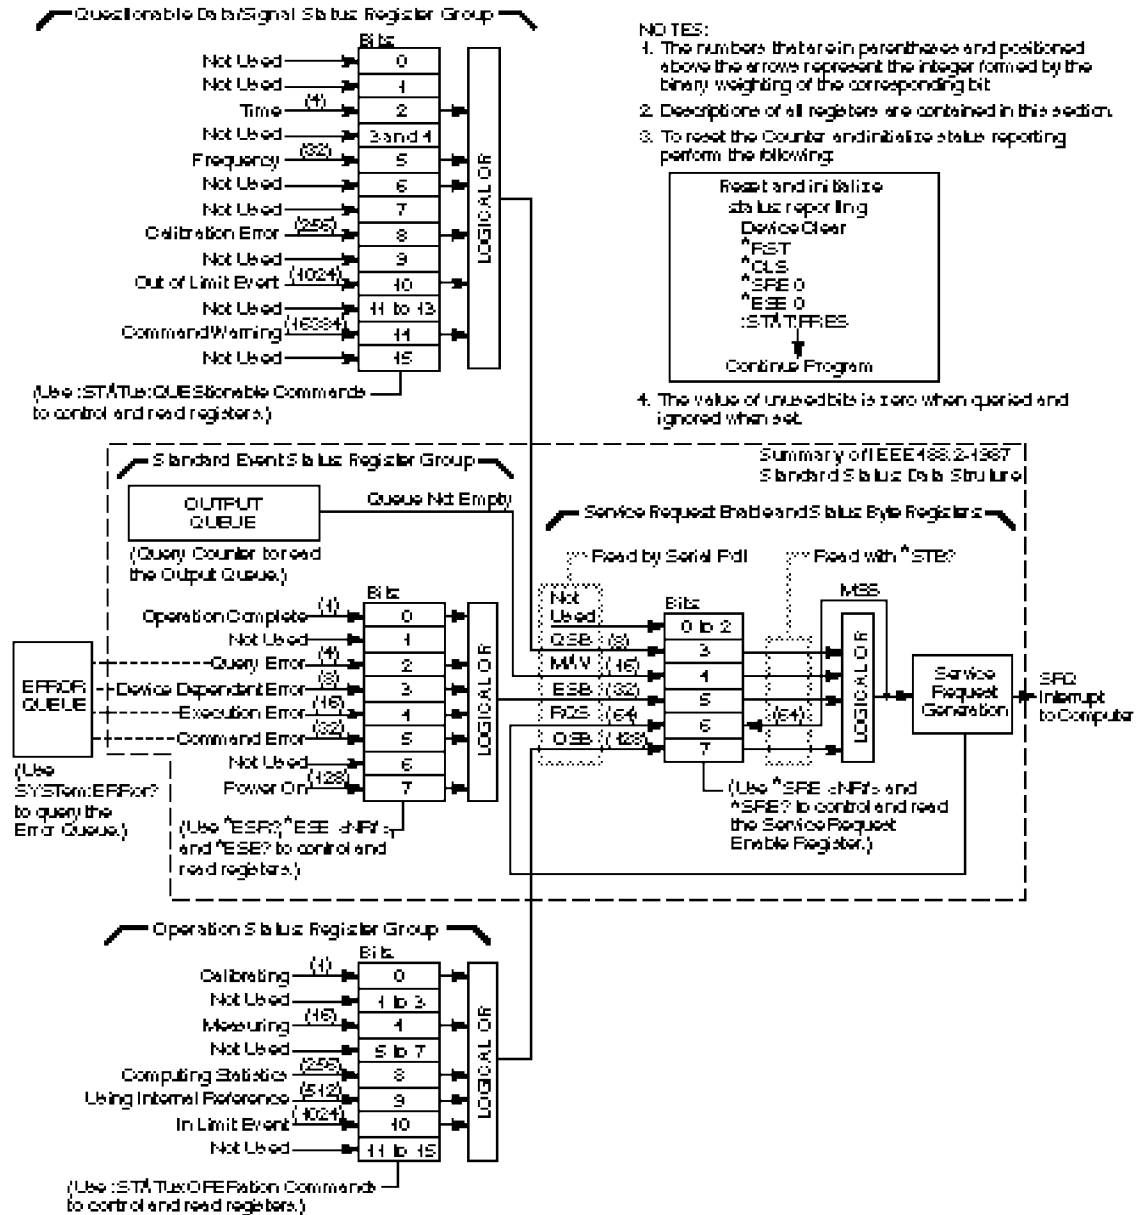 Questionable Data/Signal Status Register Group
Bits
Not Used 0
Not Used 1
Time (4) 2
Not Used 3 and 4
Frequency (32) 5
Not Used 6
Not Used 7
Calibration Error (256) 8
Not Used 9
Out of Limit Event (1024) 10
Not Used 11 to 13
Command Warning (16384) 14
Not Used 15
LOGICAL OR
(Use :STATus:QUEStionable Commands
to control and read registers.)
NOTES:
1. The numbers that are in parentheses and positioned
above the arrows represent the integer formed by the
binary weighting of the corresponding bit
2. Descriptions of all registers are contained in this section.
3. To reset the Counter and initialize status reporting
perform the following:
Reset and initialize
status reporting
Device Clear
*RST
*CLS
*SRE 0
*ESE 0
:STAT:PRES
Continue Program
4. The value of unused bits is zero when queried and
ignored when set.
Summary of IEEE 488.2-1987
Standard Status Data Struture
Standard Event Status Register Group
OUTPUT
QUEUE
Queue Not Empty
(Query Counter to read
the Output Queue.)
Bits
Operation Complete (1) 0
Not Used 1
Query Error (4) 2
Device Dependent Error (8) 3
Execution Error (16) 4
Command Error (32) 5
Not Used 6
Power On (128) 7
LOGICAL OR
ERROR
QUEUE
(Use
SYSTem:ERRor?
to query the
Error Queue.)
(Use *ESR?, *ESE <NRf>,
and *ESE? to control and
read registers.)
Service Request Enable and Status Byte Registers
Read by Serial Poll
Read with *STB?
MSS
Bits
Not
Used 0 to 2
QSB (8) 3
MAV (16) 4
ESB (32) 5
RQS (64) 6 (64)
OSB (128) 7
LOGICAL OR
Service
Request
Generation
SRQ
Interrupt
to Computer
(Use *SRE <NRf> and
*SRE? to control and read
the Service Request
Enable Register.)
Operation Status Register Group
Bits
Calibrating (1) 0
Not Used 1 to 3
Measuring (16) 4
Not Used 5 to 7
Computing Statistics (256) 8
Using Internal Reference (512) 9
In Limit Event (1024) 10
Not Used 11 to 15
LOGICAL OR
(Use :STATus:OPERation Commands
to control and read registers.)